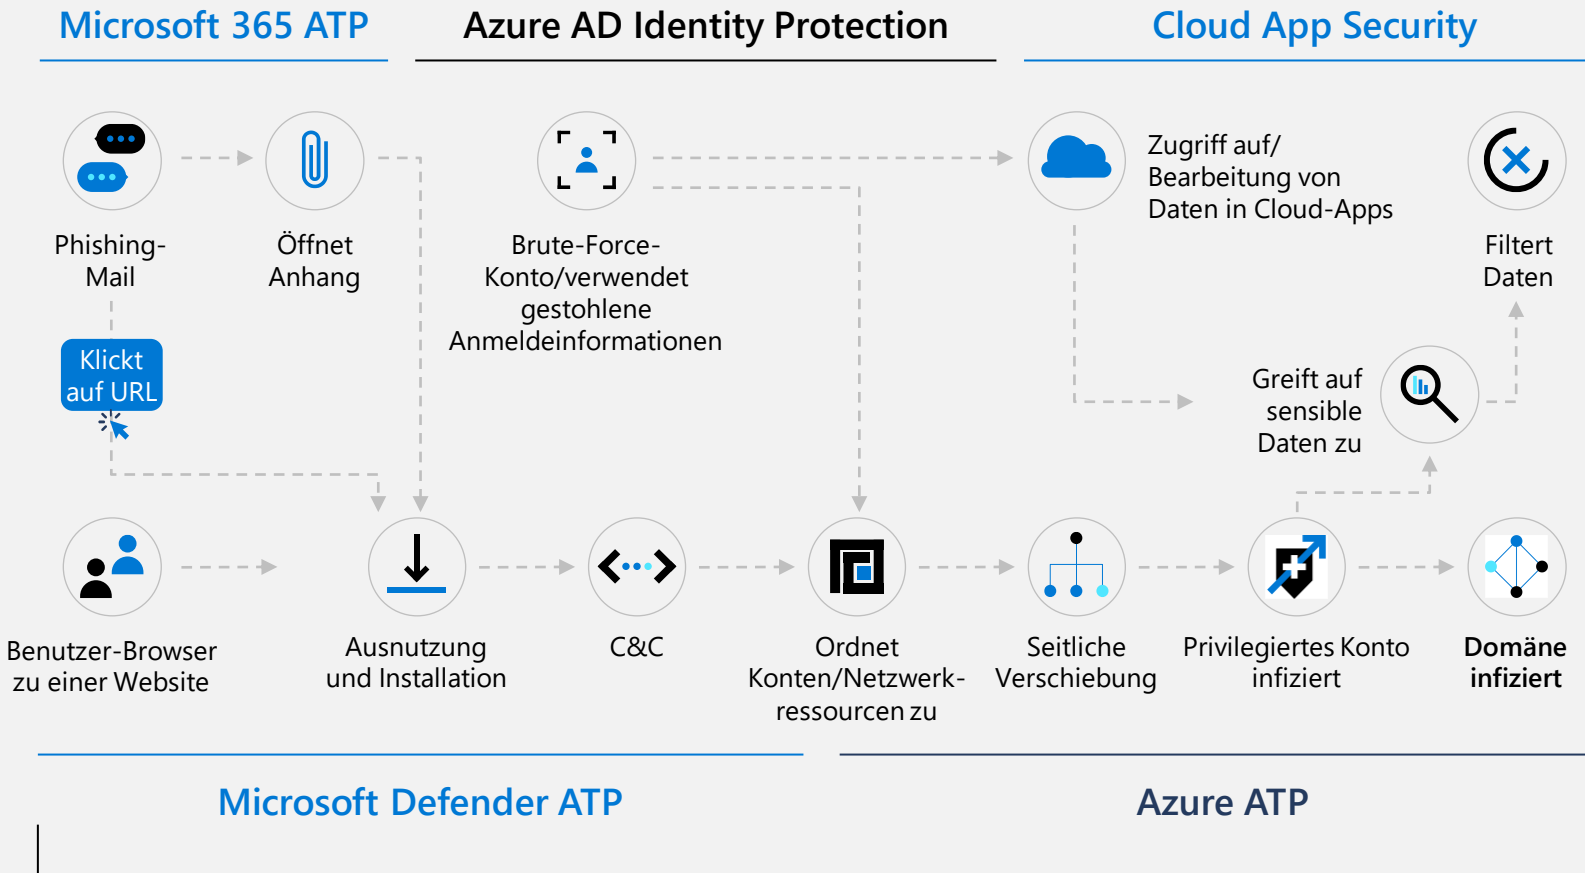 Microsoft 365 ATP
Azure AD Identity Protection
Cloud App Security
Phishing-
Mail
Öffnet
Anhang
Brute-Force-
Konto/verwendet
gestohlene
Anmeldeinformationen
Zugriff auf/
Bearbeitung von
Daten in Cloud-Apps
Filtert
Daten
Klickt
auf URL
Greift auf
sensible
Daten zu
Benutzer-Browser
zu einer Website
Ausnutzung
und Installation
C&C
Ordnet
Konten/Netzwerk-
ressourcen zu
Seitliche
Verschiebung
Privilegiertes Konto
infiziert
Domäne
infiziert
Microsoft Defender ATP
Azure ATP